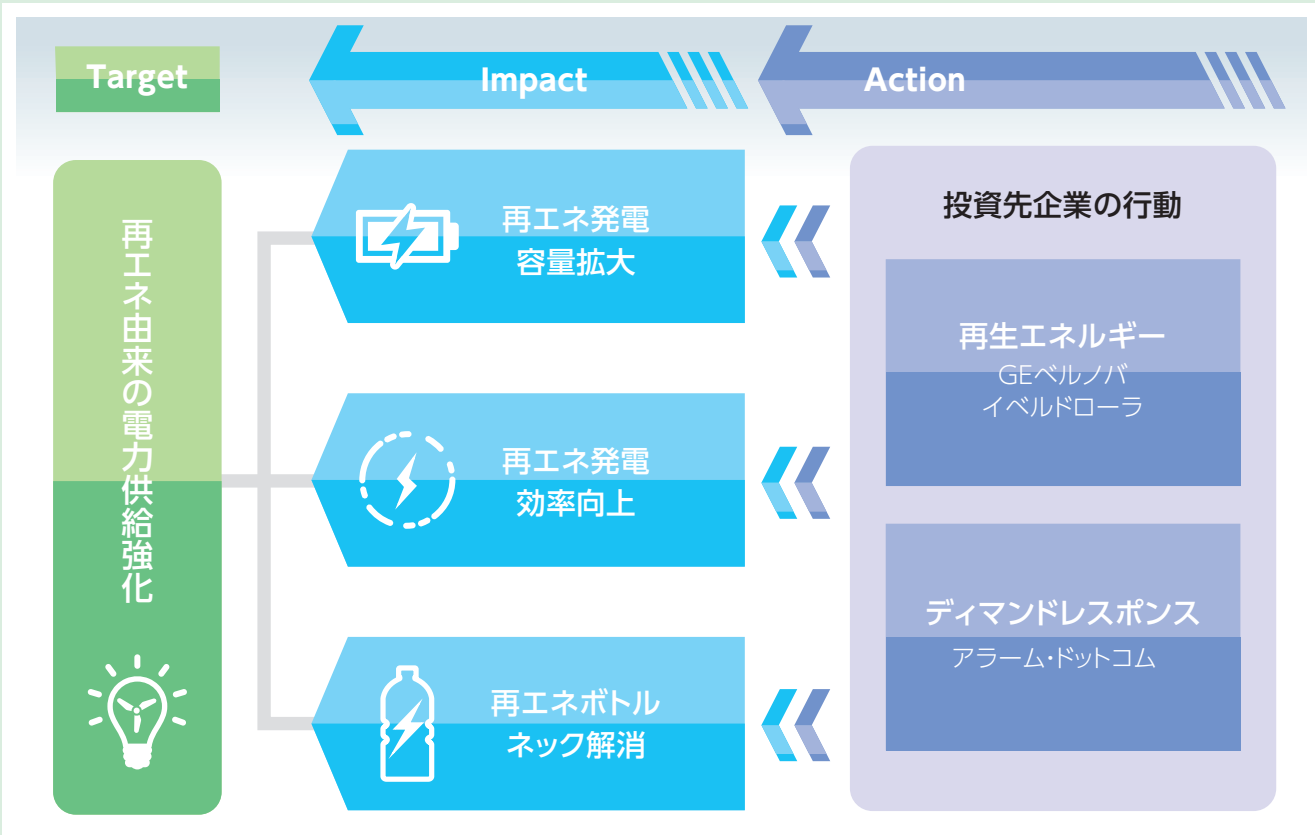 Target
Impact
Action
再エネ由来の電力供給強化
再エネ発電
容量拡大
再エネ発電
効率向上
再エネボトル
ネック解消
投資先企業の行動
再生エネルギー
GEベルノバ
イベルドローラ
ディマンドレスポンス
アラーム・ドットコム